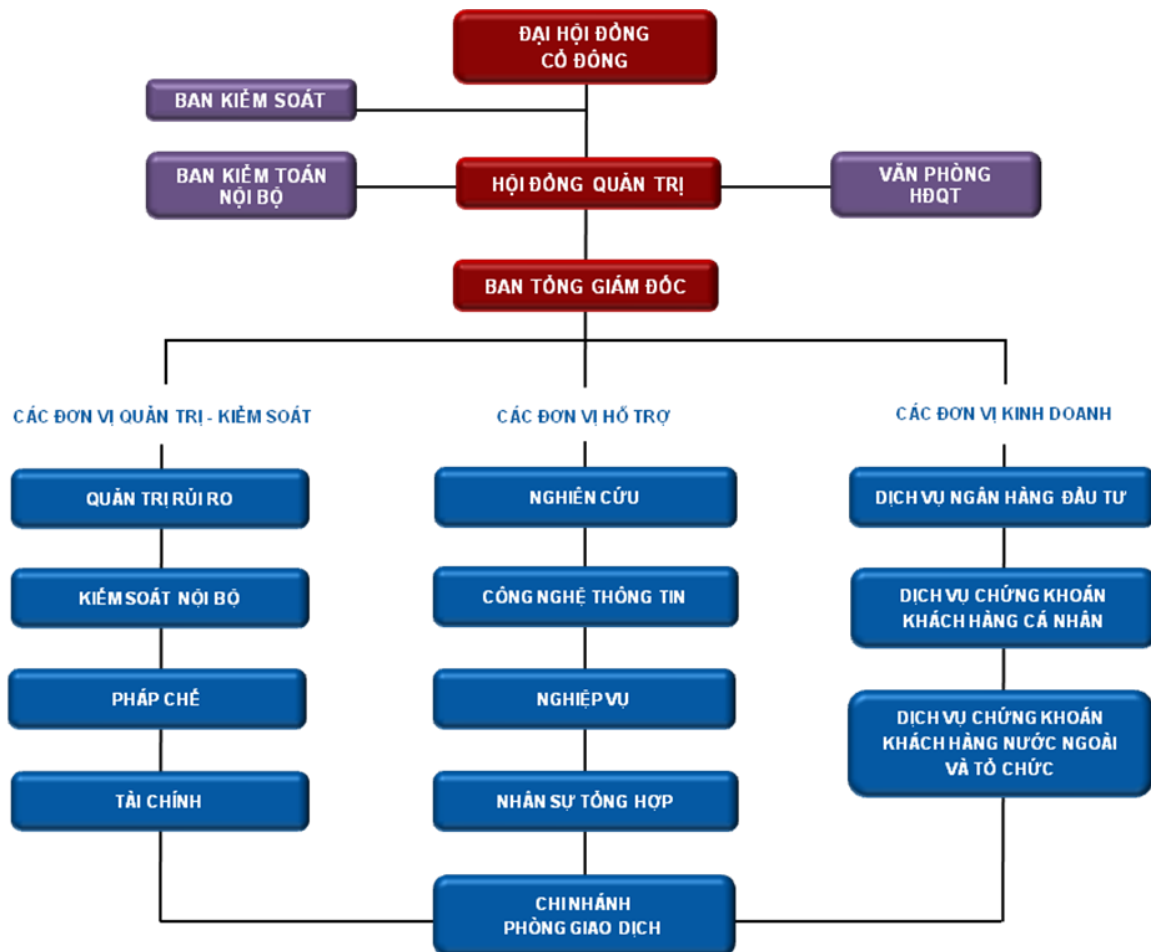 ĐẠI HỘI ĐỒNG
CỔ ĐÔNG
BAN KIỂM SOÁT
BAN KIỂM TOÁN
NỘI BỘ
HỘI ĐỒNG QUẢN TRỊ
VĂN PHÒNG
HĐQT
BAN TỔNG GIÁM ĐỐC
CÁC ĐƠN VỊ QUẢN TRỊ - KIỂM SOÁT
CÁC ĐƠN VỊ HỖ TRỢ
CÁC ĐƠN VỊ KINH DOANH
QUẢN TRỊ RỦI RO
KIỂM SOÁT NỘI BỘ
PHÁP CHẾ
TÀI CHÍNH
NGHIÊN CỨU
CÔNG NGHỆ THÔNG TIN
NGHIỆP VỤ
NHÂN SỰ TỔNG HỢP
DỊCH VỤ NGÂN HÀNG ĐẦU TƯ
DỊCH VỤ CHỨNG KHOÁN
KHÁCH HÀNG CÁ NHÂN
DỊCH VỤ CHỨNG KHOÁN
KHÁCH HÀNG NƯỚC NGOÀI
VÀ TỔ CHỨC
CHI NHÁNH
PHÒNG GIAO DỊCH